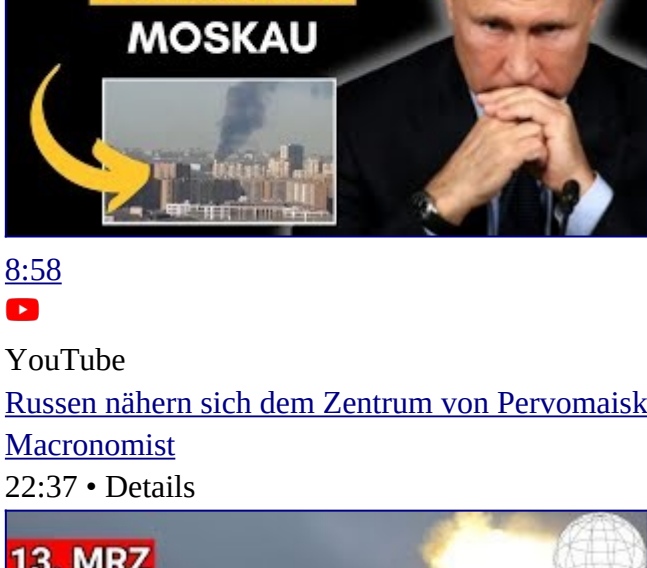 MOSKAU
8:58
YouTube
Russen nähern sich dem Zentrum von Pervomaisk
Macronomist
22:37 • Details
13. MRZ